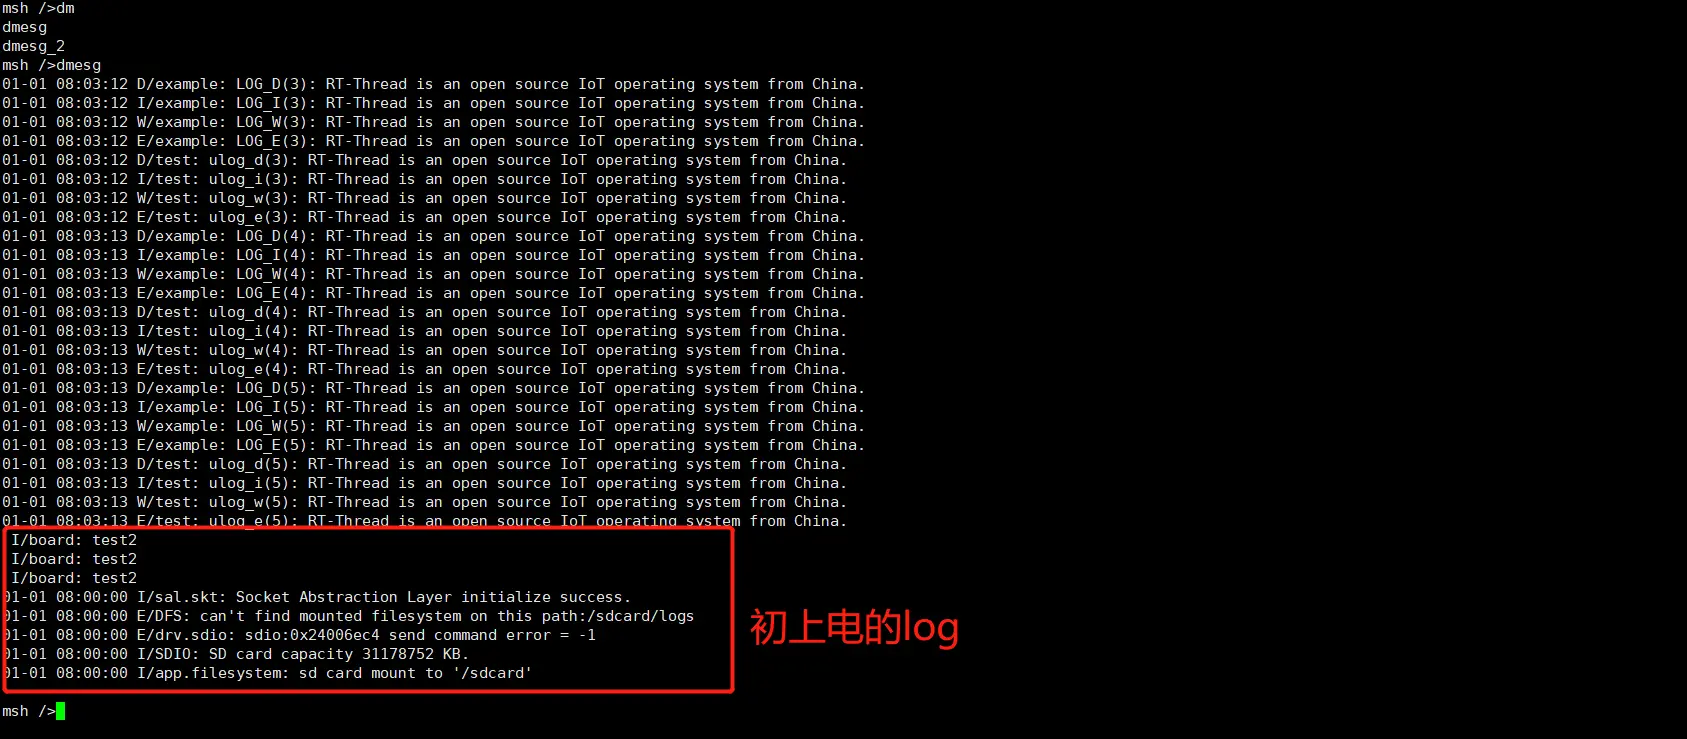 msh />dm
dmesg
dmesg_2
msh />dmesg
01-01 08:03:12 D/example: LOG_D(3): RT-Thread is an open source IoT operating system from China.
01-01 08:03:12 I/example: LOG_I(3): RT-Thread is an open source IoT operating system from China.
01-01 08:03:12 W/example: LOG_W(3): RT-Thread is an open source IoT operating system from China.
01-01 08:03:12 E/example: LOG_E(3): RT-Thread is an open source IoT operating system from China.
01-01 08:03:12 D/test: ulog_d(3): RT-Thread is an open source IoT operating system from China.
01-01 08:03:12 I/test: ulog_i(3): RT-Thread is an open source IoT operating system from China.
01-01 08:03:12 W/test: ulog_w(3): RT-Thread is an open source IoT operating system from China.
01-01 08:03:12 E/test: ulog_e(3): RT-Thread is an open source IoT operating system from China.
01-01 08:03:13 D/example: LOG_D(4): RT-Thread is an open source IoT operating system from China.
01-01 08:03:13 I/example: LOG_I(4): RT-Thread is an open source IoT operating system from China.
01-01 08:03:13 W/example: LOG_W(4): RT-Thread is an open source IoT operating system from China.
01-01 08:03:13 E/example: LOG_E(4): RT-Thread is an open source IoT operating system from China.
01-01 08:03:13 D/test: ulog_d(4): RT-Thread is an open source IoT operating system from China.
01-01 08:03:13 I/test: ulog_i(4): RT-Thread is an open source IoT operating system from China.
01-01 08:03:13 W/test: ulog_w(4): RT-Thread is an open source IoT operating system from China.
01-01 08:03:13 E/test: ulog_e(4): RT-Thread is an open source IoT operating system from China.
01-01 08:03:13 D/example: LOG_D(5): RT-Thread is an open source IoT operating system from China.
01-01 08:03:13 I/example: LOG_I(5): RT-Thread is an open source IoT operating system from China.
01-01 08:03:13 W/example: LOG_W(5): RT-Thread is an open source IoT operating system from China.
01-01 08:03:13 E/example: LOG_E(5): RT-Thread is an open source IoT operating system from China.
01-01 08:03:13 D/test: ulog_d(5): RT-Thread is an open source IoT operating system from China.
01-01 08:03:13 I/test: ulog_i(5): RT-Thread is an open source IoT operating system from China.
01-01 08:03:13 W/test: ulog_w(5): RT-Thread is an open source IoT operating system from China.
01-01 08:03:13 E/test: ulog_e(5): RT-Thread is an open source IoT operating system from China.
I/board: test2
I/board: test2
I/board: test2
01-01 08:00:00 I/sal.skt: Socket Abstraction Layer initialize success.
01-01 08:00:00 E/DFS: can't find mounted filesystem on this path:/sdcard/logs
01-01 08:00:00 E/drv.sdio: sdio:0x24006ec4 send command error = -1
01-01 08:00:00 I/SDIO: SD card capacity 31178752 KB.
01-01 08:00:00 I/app.filesystem: sd card mount to '/sdcard'
初上电的log
msh />